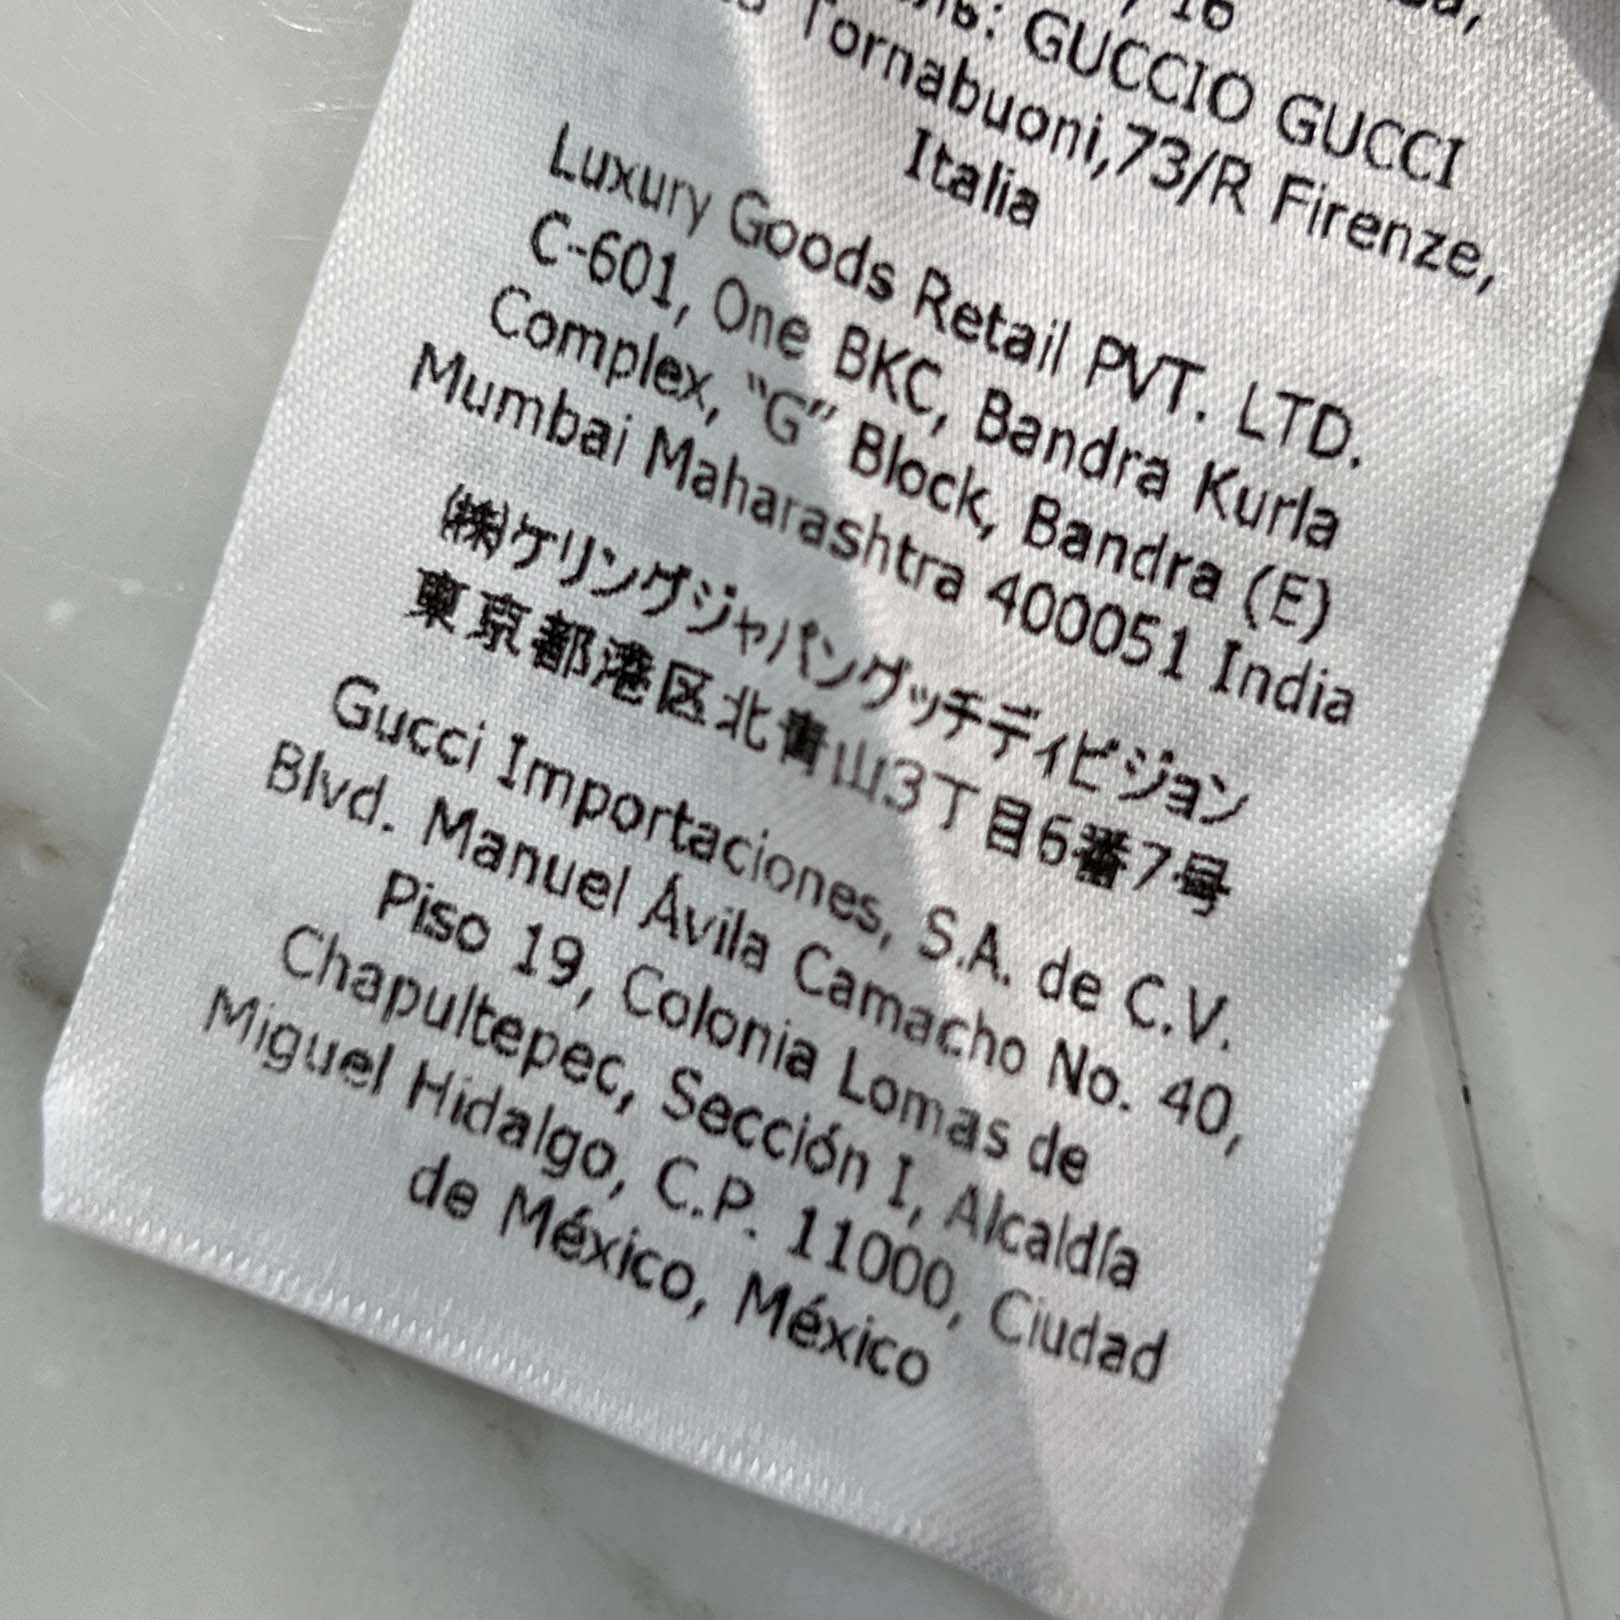 16
GUCCIO GUCCI
Tornabuoni,73/R Firenze,
Italia
Luxury Goods Retail PVT. LTD.
C-601, One BKC, Bandra Kurla
Complex, “G” Block, Bandra (E)
Mumbai Maharashtra 400051 India
㈱ケリングジャパングッチディビジョン
東京都港区北青山3丁目6番7号
Gucci Importaciones, S.A. de C.V.
Blvd. Manuel Ávila Camacho No. 40,
Piso 19, Colonia Lomas de
Chapultepec, Sección I, Alcaldía
Miguel Hidalgo, C.P. 11000, Ciudad
de México, México